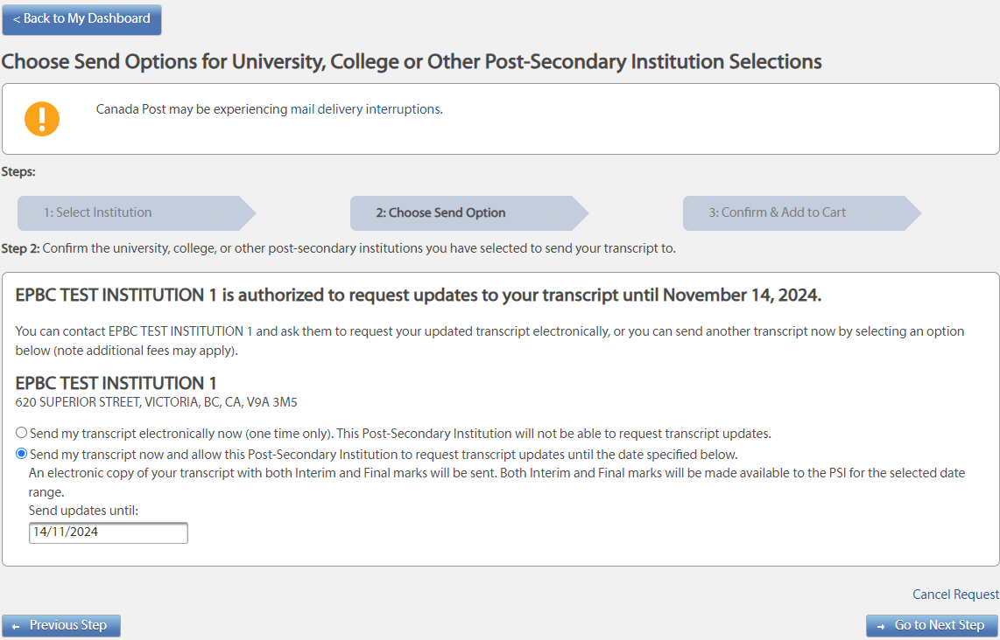 < Back to My Dashboard
Choose Send Options for University, College or Other Post-Secondary Institution Selections
Canada Post may be experiencing mail delivery interruptions.
Steps:
1: Select Institution
2: Choose Send Option
3: Confirm & Add to Cart
Step 2: Confirm the university, college, or other post-secondary institutions you have selected to send your transcript to.
EPBC TEST INSTITUTION 1 is authorized to request updates to your transcript until November 14, 2024.
You can contact EPBC TEST INSTITUTION 1 and ask them to request your updated transcript electronically, or you can send another transcript now by selecting an option
below (note additional fees may apply).
EPBC TEST INSTITUTION 1
620 SUPERIOR STREET, VICTORIA, BC, CA, V9A 3M5
Send my transcript electronically now (one time only). This Post-Secondary Institution will not be able to request transcript updates.
Send my transcript now and allow this Post-Secondary Institution to request transcript updates until the date specified below.
An electronic copy of your transcript with both Interim and Final marks will be sent. Both Interim and Final marks will be made available to the PSI for the selected date
range.
Send updates until:
14/11/2024
Cancel Request
← Previous Step
→ Go to Next Step